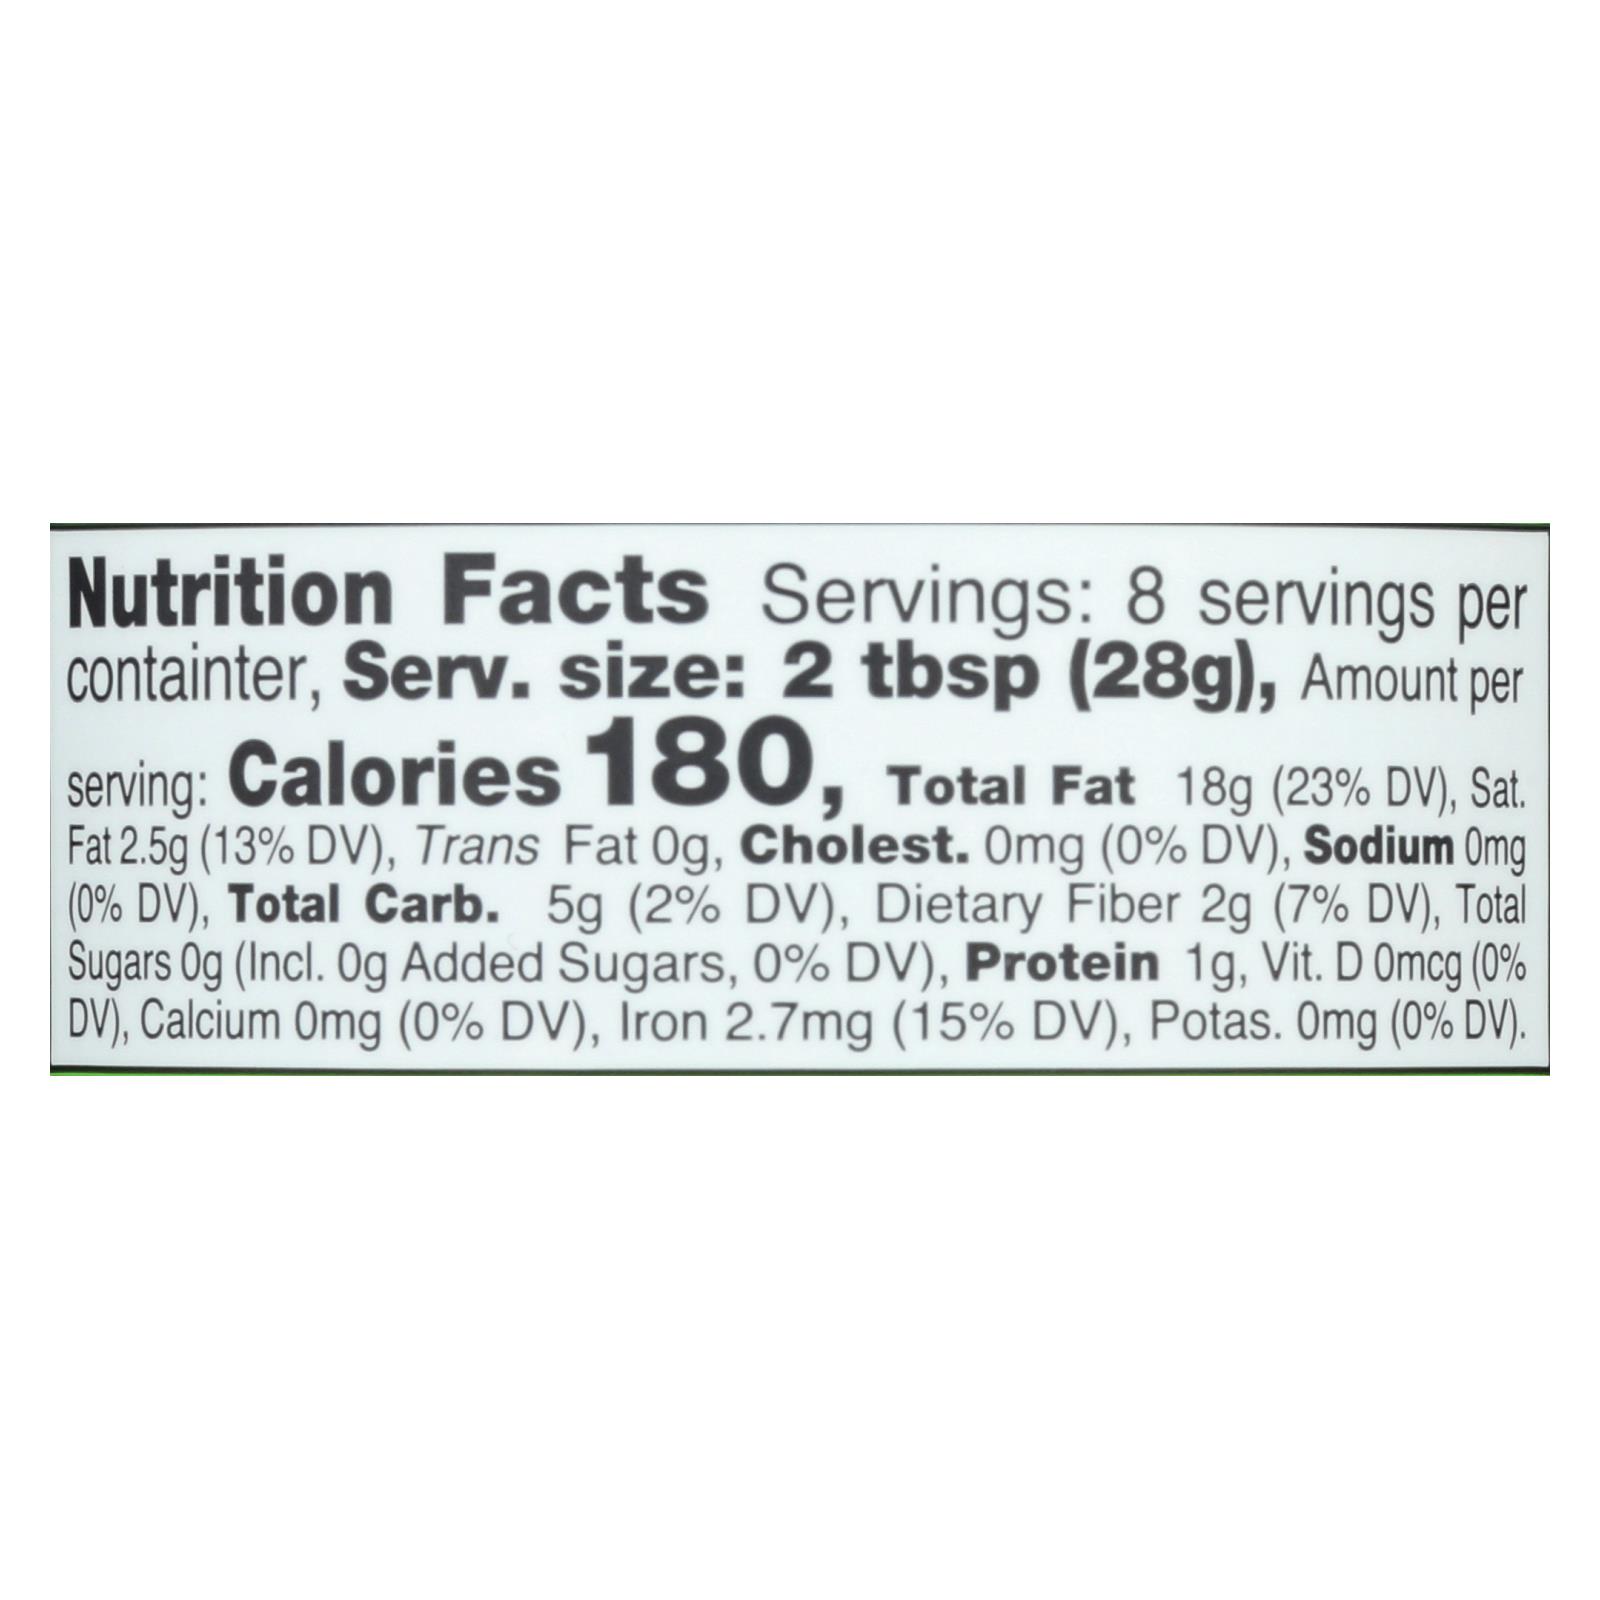 Nutrition Facts Servings: 8 servings per
containter, Serv. size: 2 tbsp (28g), Amount per
serving: Calories 180, Total Fat 18g (23% DV), Sat.
Fat 2.5g (13% DV), Trans Fat 0g, Cholest. 0mg (0% DV), Sodium 0mg
(0% DV), Total Carb. 5g (2% DV), Dietary Fiber 2g (7% DV), Total
Sugars 0g (Incl. 0g Added Sugars, 0% DV), Protein 1g, Vit. D 0mcg (0%
DV), Calcium 0mg (0% DV), Iron 2.7mg (15% DV), Potas. 0mg (0% DV).